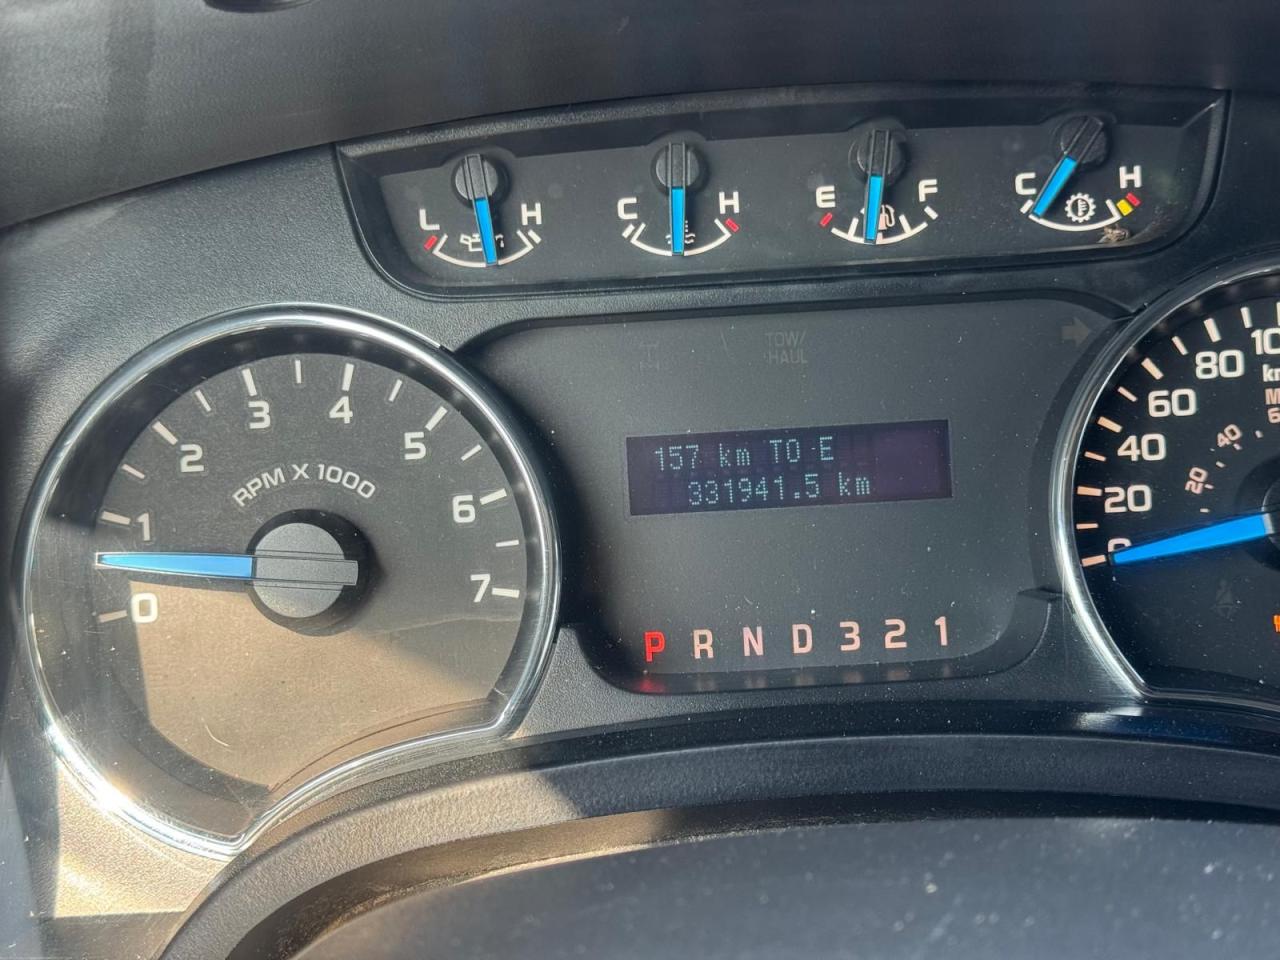 L H
C H
E F
C H
TOW/
HAUL
157 km TO E
331941.5 km
P R N D 3 2 1
0 1 2 3 4 5 6 7
RPM X 1000
0 20 40 60 80
20 40